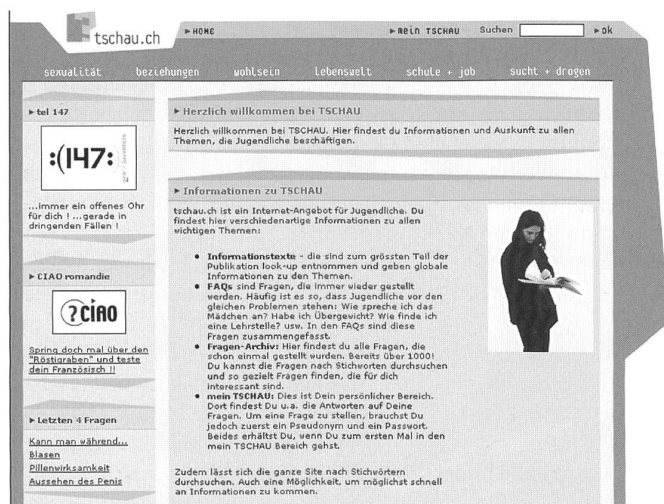 tschau.ch
▸ HOME
▸ mein TSCHAU
Suchen
▸ ok
sexualität beziehungen wohlsein lebenswelt schule + job sucht + drogen
▸ tel 147
:(147:
...immer ein offenes Ohr
für dich ! ...gerade in
dringenden Fällen !
▸ CIAO romandie
?CIAO
Spring doch mal über den
"Röstigraben" und teste
dein Französisch !!
▸ Letzten 4 Fragen
Kann man während...
Blasen
Pillenwirksamkeit
Aussehen des Penis
▸ Herzlich willkommen bei TSCHAU
Herzlich willkommen bei TSCHAU. Hier findest du Informationen und Auskunft zu allen
Themen, die Jugendliche beschäftigen.
▸ Informationen zu TSCHAU
tschau.ch ist ein Internet-Angebot für Jugendliche. Du
findest hier verschiedenartige Informationen zu allen
wichtigen Themen:
• Informationstexte - die sind zum grössten Teil der
Publikation look-up entnommen und geben globale
Informationen zu den Themen.
• FAQs sind Fragen, die immer wieder gestellt
werden. Häufig ist es so, dass Jugendliche vor den
gleichen Problemen stehen: Wie spreche ich das
Mädchen an? Habe ich Übergewicht? Wie finde ich
eine Lehrstelle? usw. In den FAQs sind diese
Fragen zusammengefasst.
• Fragen-Archiv: Hier findest du alle Fragen, die
schon einmal gestellt wurden. Bereits über 1000!
Du kannst die Fragen nach Stichworten durchsuchen
und so gezielt Fragen finden, die für dich
interessant sind.
• mein TSCHAU: Dies ist Dein persönlicher Bereich.
Dort findest Du u.a. die Antworten auf Deine
Fragen. Um eine Frage zu stellen, brauchst Du
jedoch zuerst ein Pseudonym und ein Passwort.
Beides erhältst Du, wenn Du zum ersten Mal in den
mein TSCHAU Bereich gehst.
Zudem lässt sich die ganze Site nach Stichwörtern
durchsuchen. Auch eine Möglichkeit, um möglichst schnell
an Informationen zu kommen.